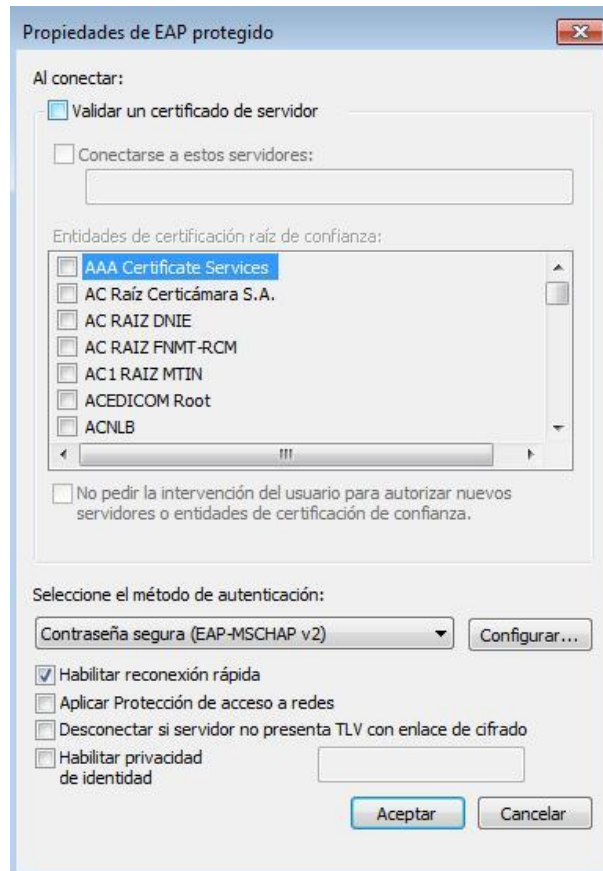 Propiedades de EAP protegido
Al conectar:
Validar un certificado de servidor
Conectarse a estos servidores:
Entidades de certificación raíz de confianza:
AAA Certificate Services
AC Raíz Certicámara S.A.
AC RAIZ DNIE
AC RAIZ FNMT-RCM
AC1 RAIZ MTIN
ACEDICOM Root
ACNLB
No pedir la intervención del usuario para autorizar nuevos
servidores o entidades de certificación de confianza.
Seleccione el método de autenticación:
Contraseña segura (EAP-MSCHAP v2)
Configurar...
Habilitar reconexión rápida
Aplicar Protección de acceso a redes
Desconectar si servidor no presenta TLV con enlace de cifrado
Habilitar privacidad
de identidad
Aceptar
Cancelar